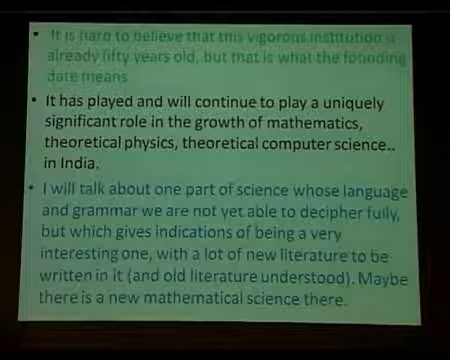 • It is hard to believe that this vigorous institution is
already fifty years old, but that is what the founding
date means
• It has played and will continue to play a uniquely
significant role in the growth of mathematics,
theoretical physics, theoretical computer science..
in India.
• I will talk about one part of science whose language
and grammar we are not yet able to decipher fully,
but which gives indications of being a very
interesting one, with a lot of new literature to be
written in it (and old literature understood). Maybe
there is a new mathematical science there.